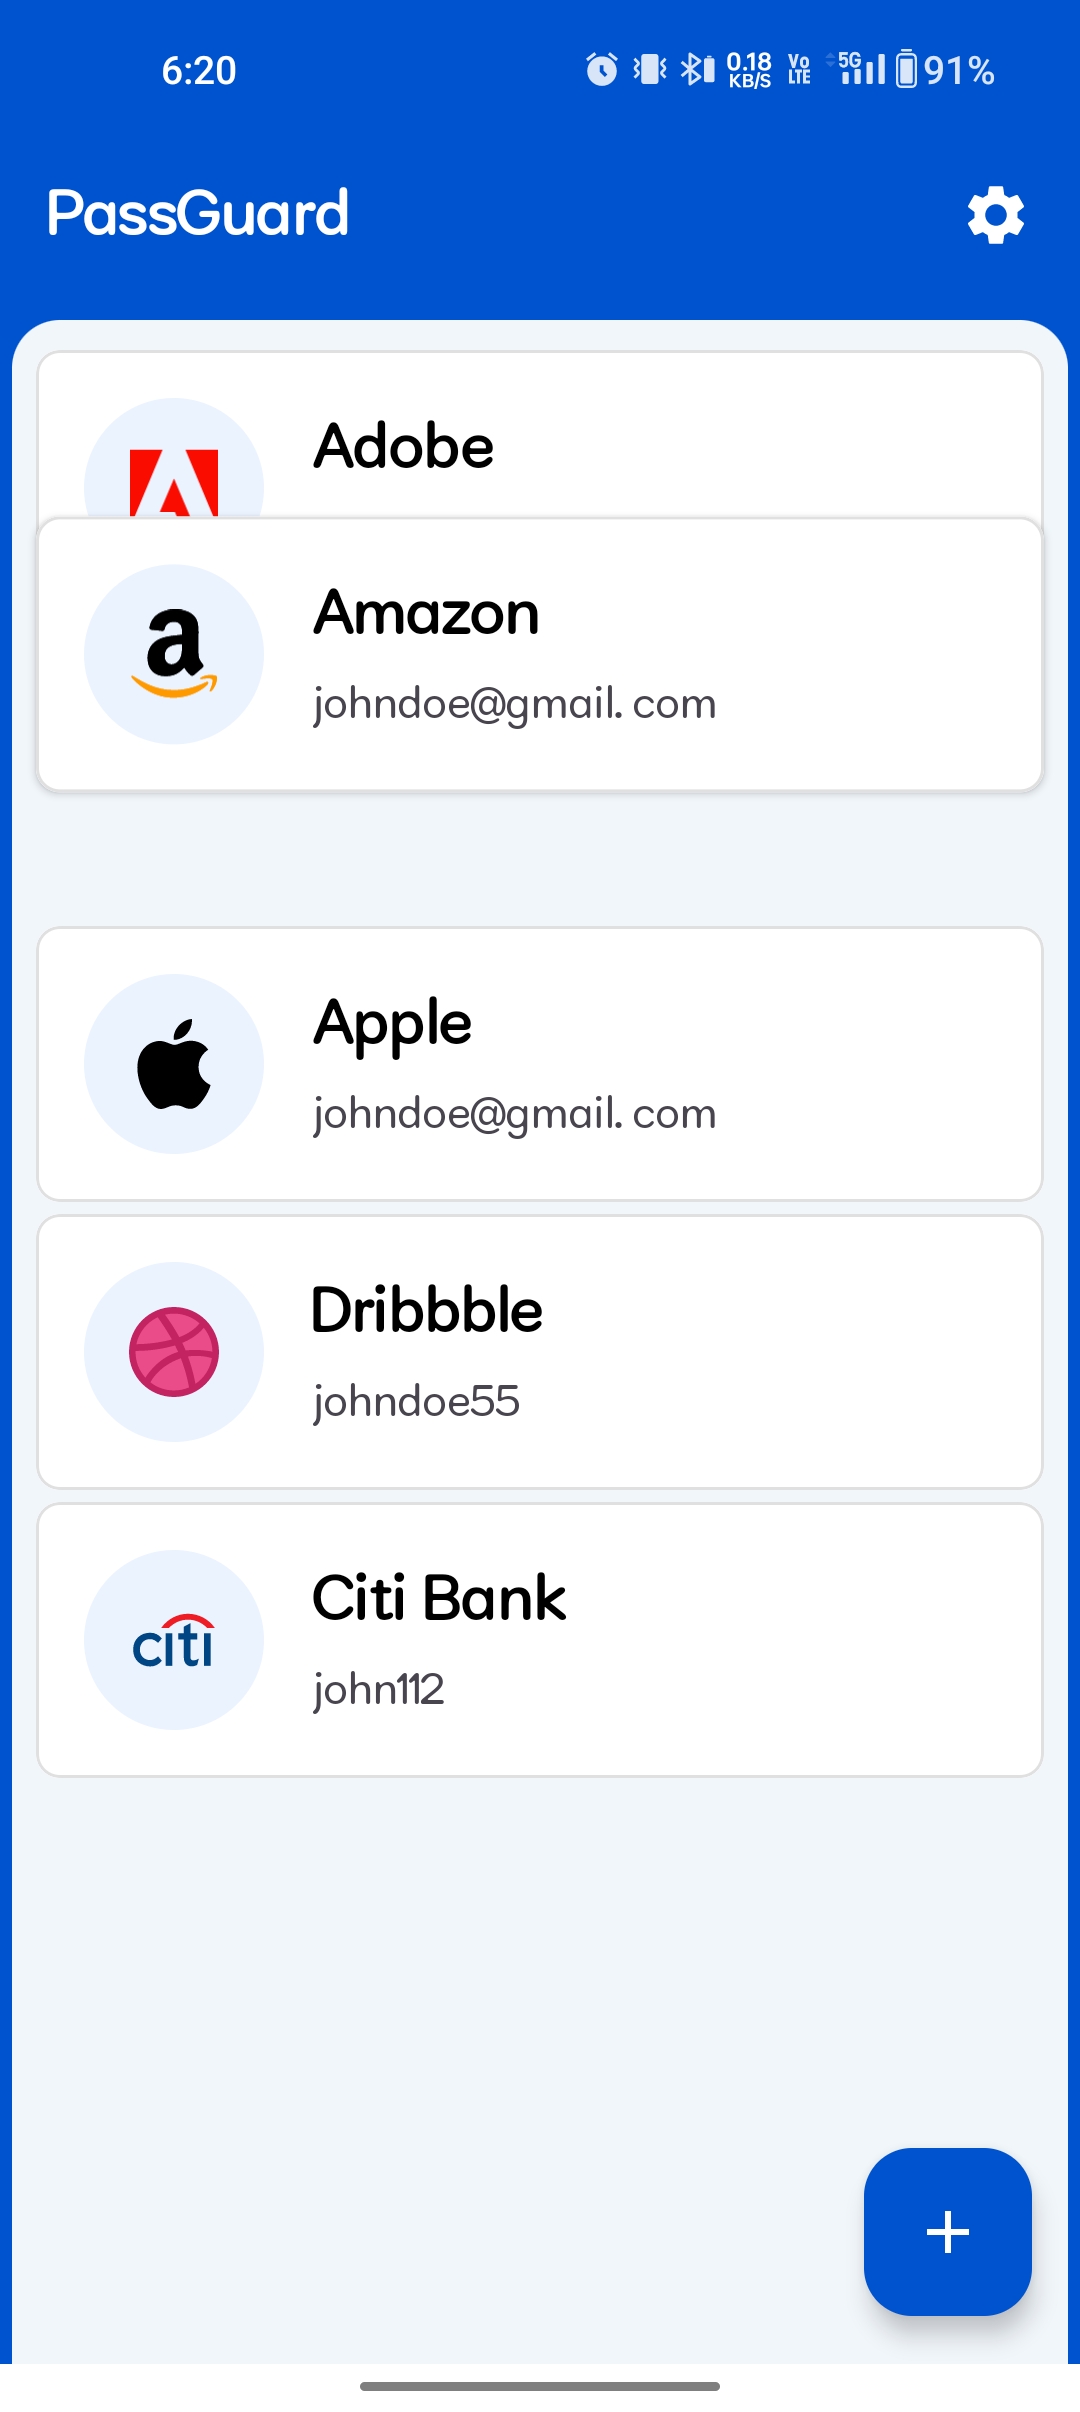 6:20 0.18 KB/S Vo LTE 5G 91%
PassGuard
Adobe
a Amazon
johndoe@gmail. com
Apple
johndoe@gmail. com
Dribbble
johndoe55
citi Citi Bank
john112